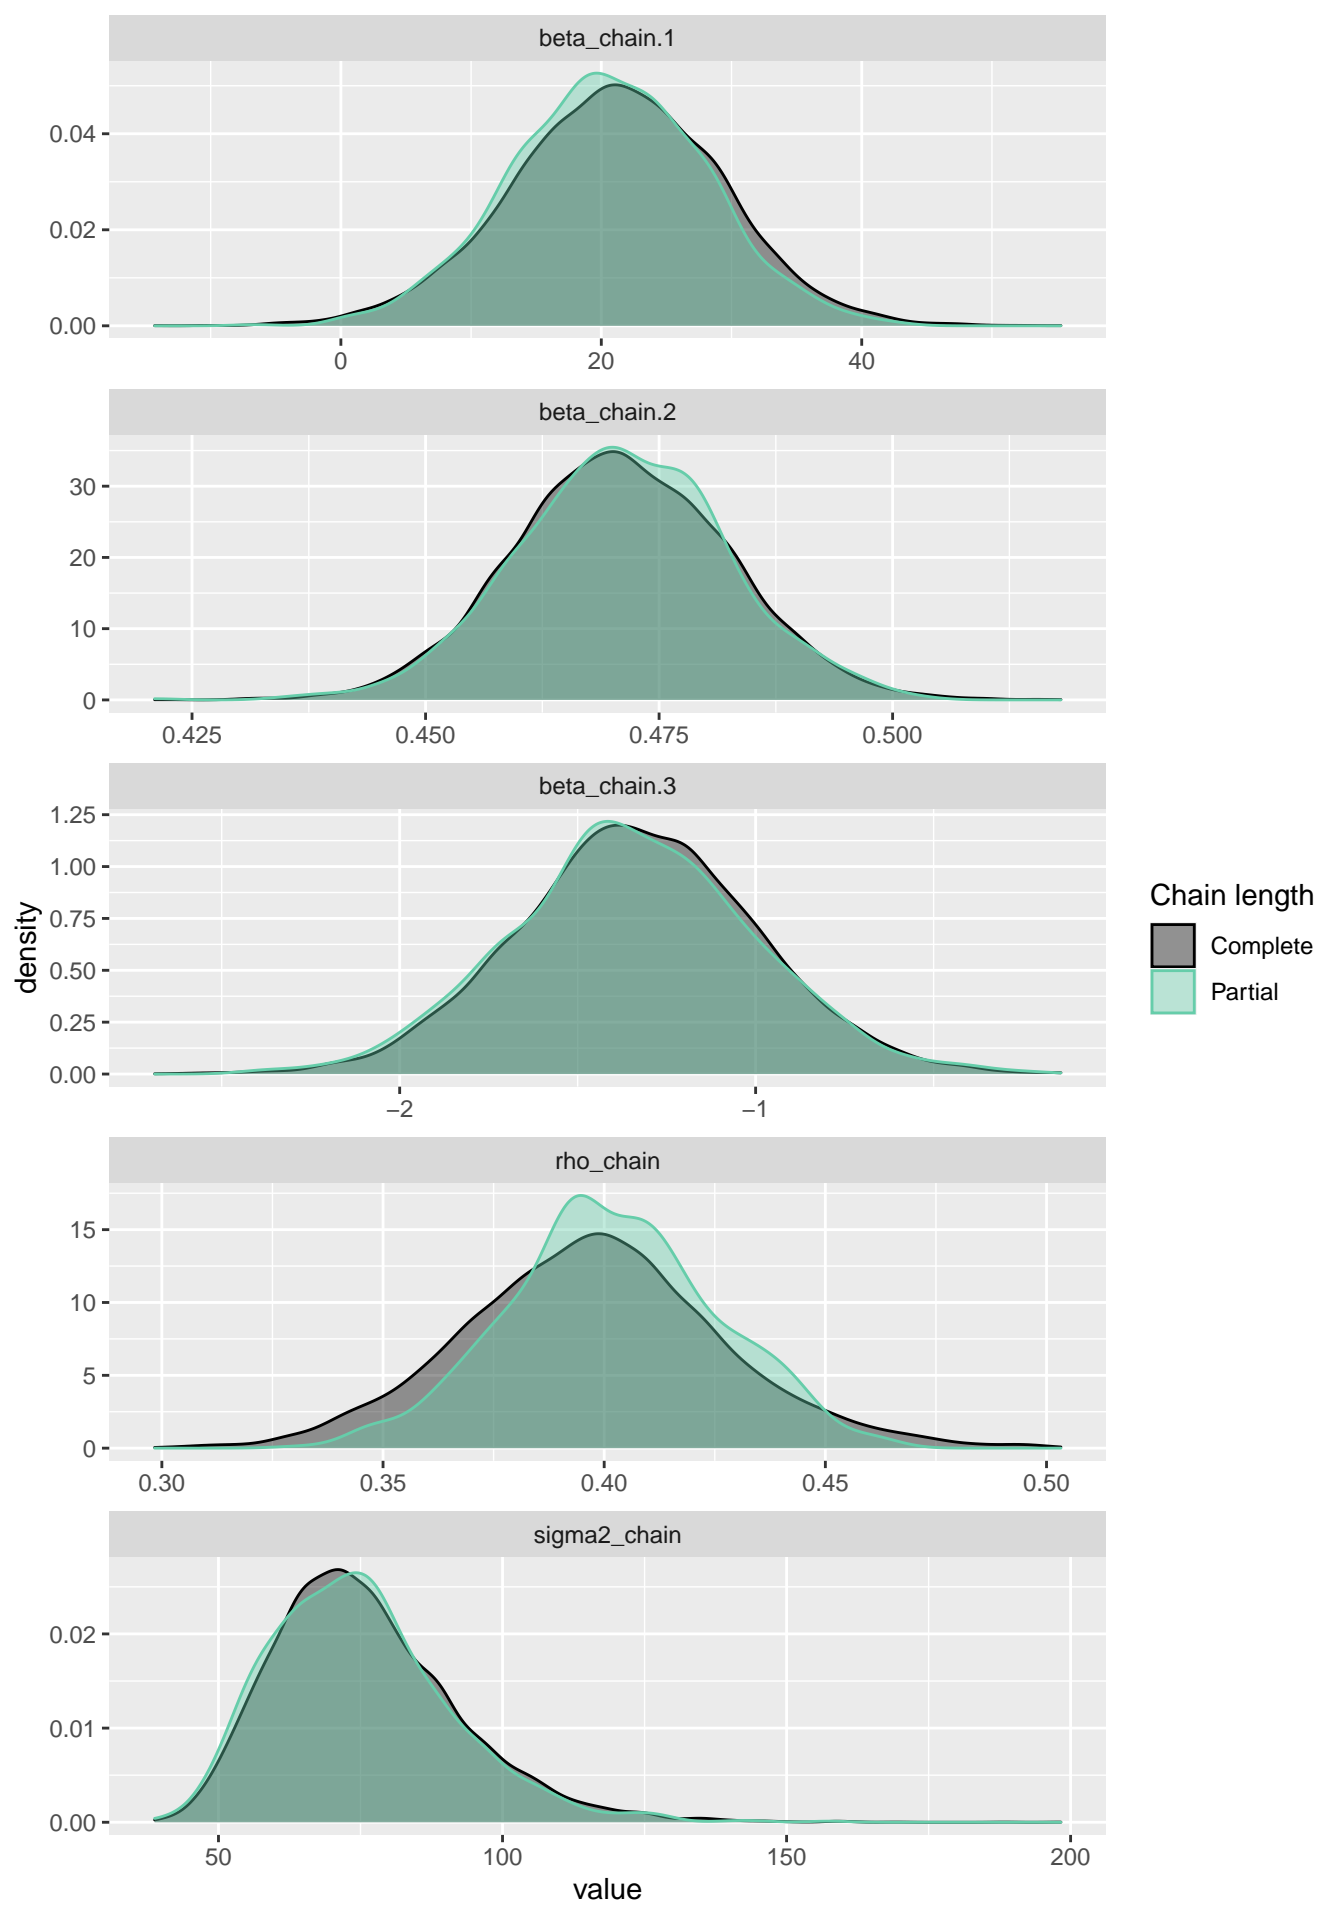 beta_chain.1
0.04
0.02
0.00
0 20 40
beta_chain.2
30
20
10
0
0.425 0.450 0.475 0.500
beta_chain.3
1.25
1.00
0.75
0.50
0.25
0.00
−2 −1
density
Chain length
Complete
Partial
rho_chain
15
10
5
0
0.30 0.35 0.40 0.45 0.50
sigma2_chain
0.02
0.01
0.00
50 100 150 200
value